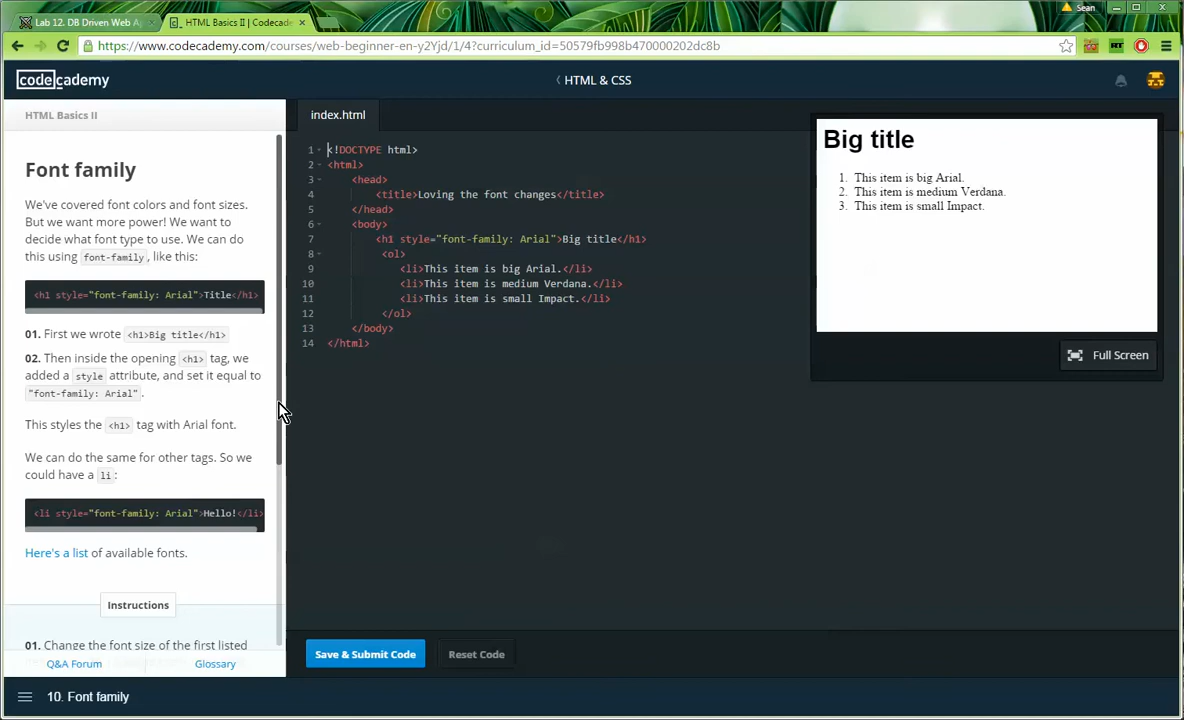 Lab 12. DB Driven Web A
HTML Basics II | Codecade
Sean
https://www.codecademy.com/courses/web-beginner-en-y2Yjd/1/4?curriculum_id=50579fb998b470000202dc8b
RT
codecademy
HTML & CSS
HTML Basics II
Font family
We've covered font colors and font sizes.
But we want more power! We want to
decide what font type to use. We can do
this using font-family, like this:
<h1 style="font-family: Arial">Title</h1>
01. First we wrote <h1>Big title</h1>
02. Then inside the opening <h1> tag, we
added a style attribute, and set it equal to
"font-family: Arial".
This styles the <h1> tag with Arial font.
We can do the same for other tags. So we
could have a li:
<li style="font-family: Arial">Hello!</li>
Here's a list of available fonts.
Instructions
01. Change the font size of the first listed
Q&A Forum
Glossary
index.html
1 <!DOCTYPE html>
2 <html>
3 <head>
4 <title>Loving the font changes</title>
5 </head>
6 <body>
7 <h1 style="font-family: Arial">Big title</h1>
8 <ol>
9 <li>This item is big Arial.</li>
10 <li>This item is medium Verdana.</li>
11 <li>This item is small Impact.</li>
12 </ol>
13 </body>
14 </html>
Big title
1. This item is big Arial.
2. This item is medium Verdana.
3. This item is small Impact.
Full Screen
Save & Submit Code
Reset Code
10. Font family